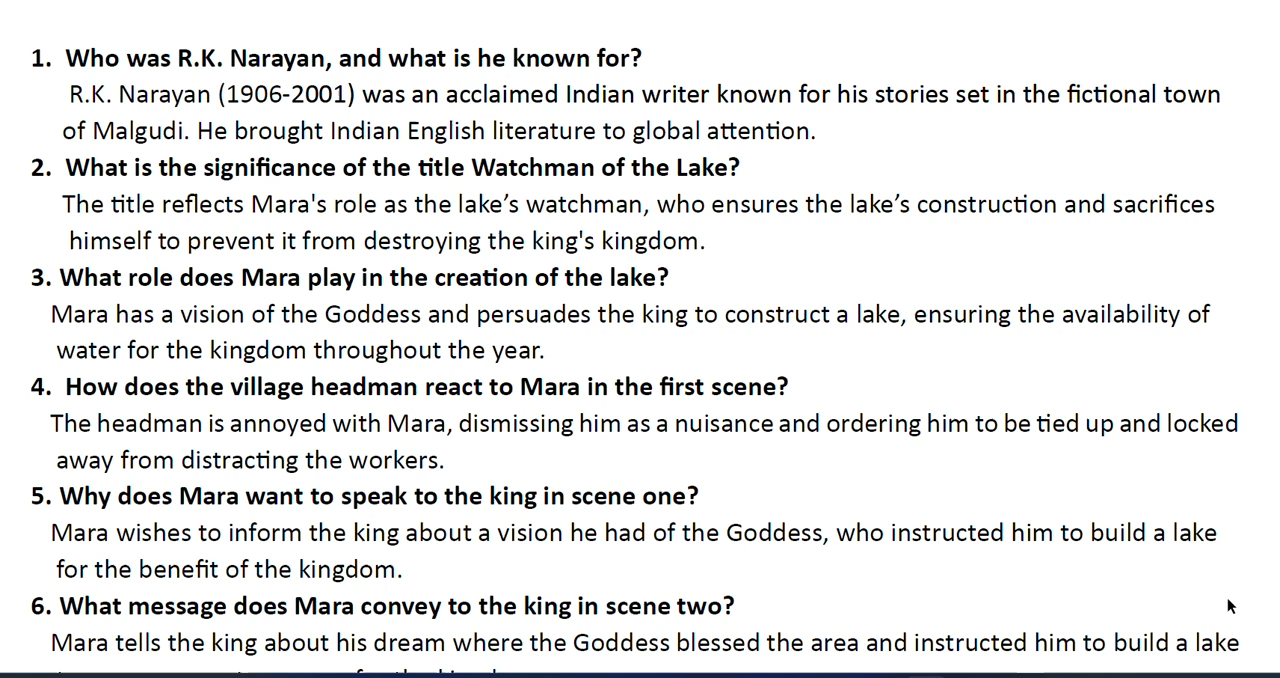 1. Who was R.K. Narayan, and what is he known for?
R.K. Narayan (1906-2001) was an acclaimed Indian writer known for his stories set in the fictional town
of Malgudi. He brought Indian English literature to global attention.
2. What is the significance of the title Watchman of the Lake?
The title reflects Mara's role as the lake’s watchman, who ensures the lake’s construction and sacrifices
himself to prevent it from destroying the king's kingdom.
3. What role does Mara play in the creation of the lake?
Mara has a vision of the Goddess and persuades the king to construct a lake, ensuring the availability of
water for the kingdom throughout the year.
4. How does the village headman react to Mara in the first scene?
The headman is annoyed with Mara, dismissing him as a nuisance and ordering him to be tied up and locked
away from distracting the workers.
5. Why does Mara want to speak to the king in scene one?
Mara wishes to inform the king about a vision he had of the Goddess, who instructed him to build a lake
for the benefit of the kingdom.
6. What message does Mara convey to the king in scene two?
Mara tells the king about his dream where the Goddess blessed the area and instructed him to build a lake